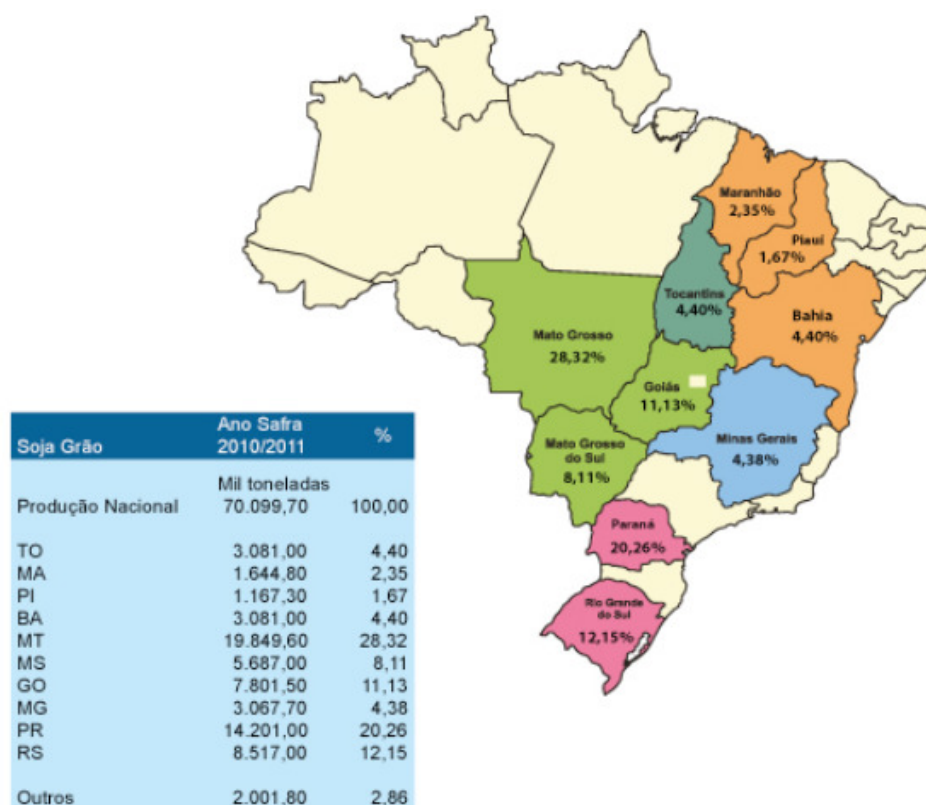 Maranhão
2,35%
Piauí
1,67%
Tocantins
4,40%
Bahia
4,40%
Mato Grosso
28,32%
Goiás
11,13%
Mato Grosso
do Sul
8,11%
Minas Gerais
4,38%
Paraná
20,26%
Rio Grande
do Sul
12,15%
Soja Grão Ano Safra 2010/2011 %
Mil toneladas
Produção Nacional 70.099,70 100,00
TO 3.081,00 4,40
MA 1.644,80 2,35
PI 1.167,30 1,67
BA 3.081,00 4,40
MT 19.849,60 28,32
MS 5.687,00 8,11
GO 7.801,50 11,13
MG 3.067,70 4,38
PR 14.201,00 20,26
RS 8.517,00 12,15
Outros 2.001,80 2,86